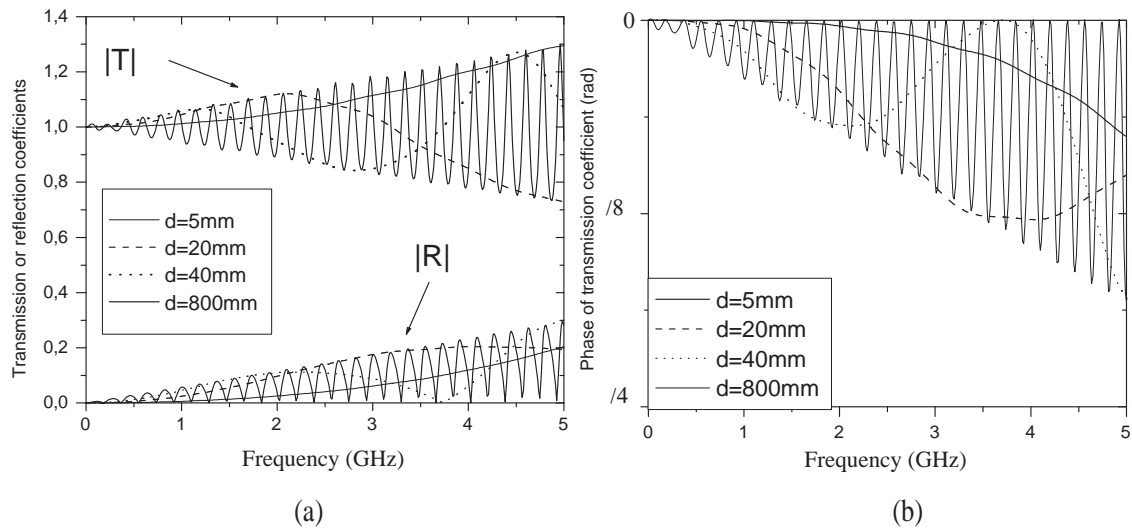 1,4
1,2
1,0
0,8
0,6
0,4
0,2
0,0
Transmission or reflection coefficients
|T|
|R|
d=5mm
d=20mm
d=40mm
d=800mm
0 1 2 3 4 5
Frequency (GHz)
(a)
0
/8
/4
Phase of transmission coefficient (rad)
d=5mm
d=20mm
d=40mm
d=800mm
0 1 2 3 4 5
Frequency (GHz)
(b)